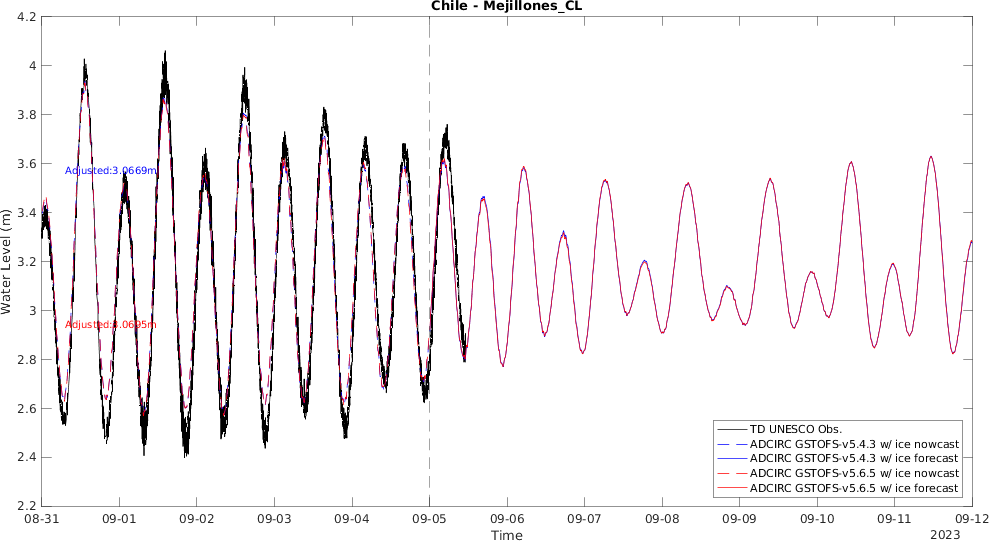 Chile - Mejillones_CL
4.2
4
3.8
3.6
3.4
3.2
3
2.8
2.6
2.4
2.2
Water Level (m)
Adjusted:3.0669m
Adjusted:3.0695m
TD UNESCO Obs.
ADCIRC GSTOFS-v5.4.3 w/ ice nowcast
ADCIRC GSTOFS-v5.4.3 w/ ice forecast
ADCIRC GSTOFS-v5.6.5 w/ ice nowcast
ADCIRC GSTOFS-v5.6.5 w/ ice forecast
08-31 09-01 09-02 09-03 09-04 09-05 09-06 09-07 09-08 09-09 09-10 09-11 09-12
Time
2023